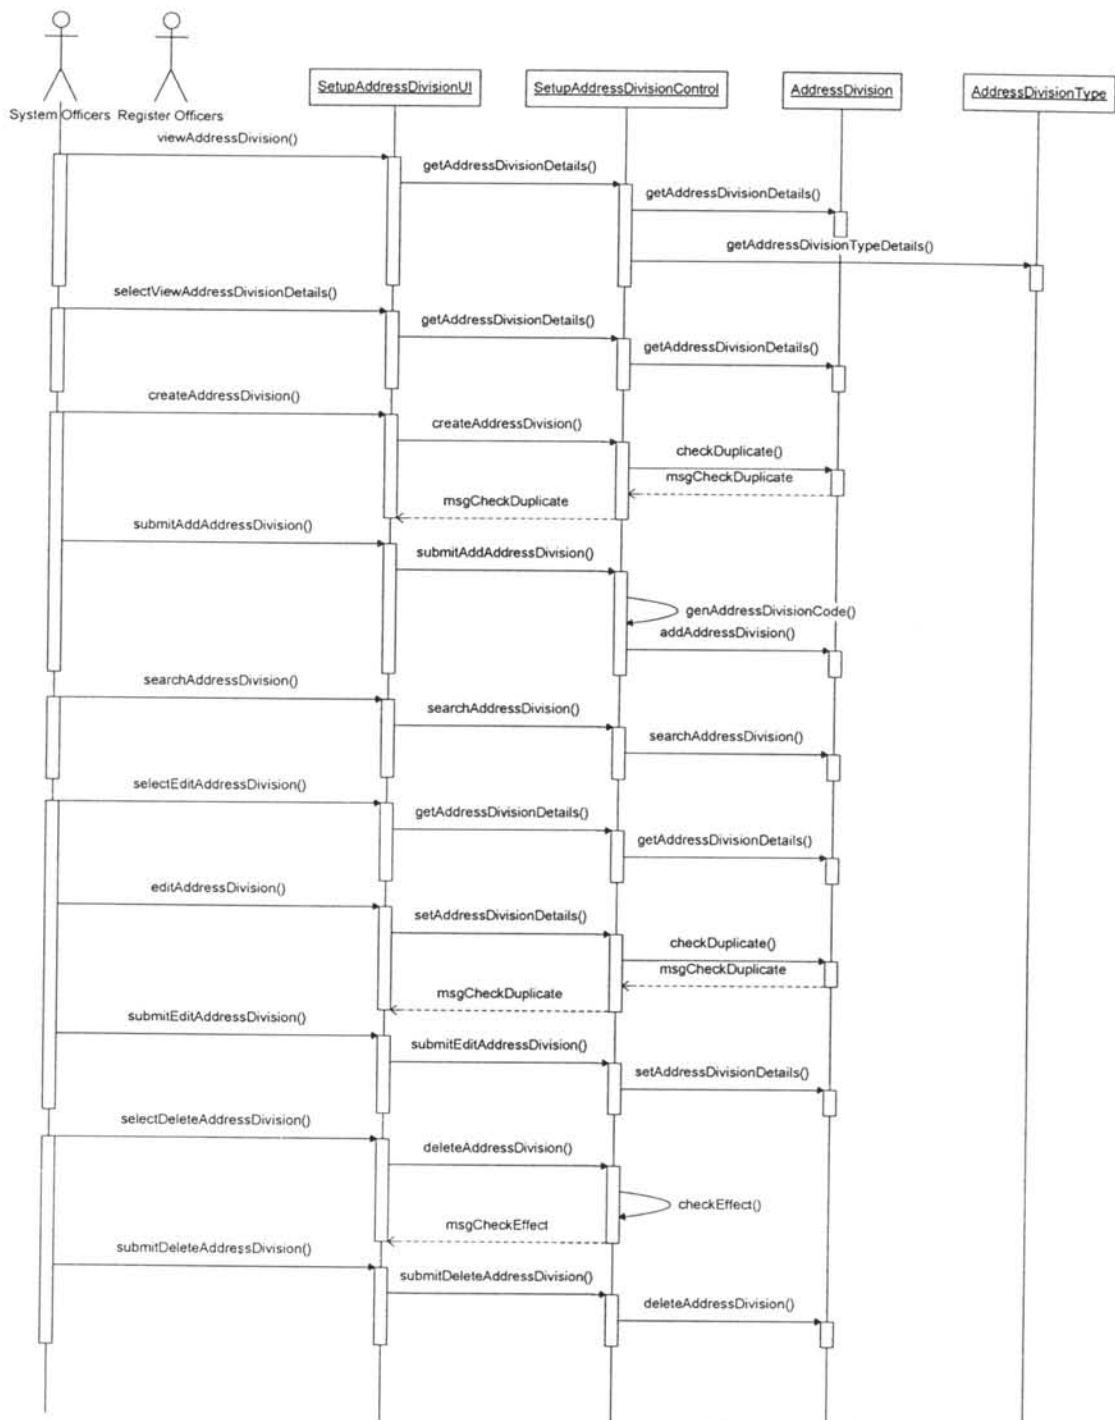 SetupAddressDivisionUI
SetupAddressDivisionControl
AddressDivision
AddressDivisionType
System Officers
Register Officers
viewAddressDivision()
getAddressDivisionDetails()
getAddressDivisionDetails()
getAddressDivisionTypeDetails()
selectViewAddressDivisionDetails()
getAddressDivisionDetails()
getAddressDivisionDetails()
createAddressDivision()
createAddressDivision()
checkDuplicate()
msgCheckDuplicate
msgCheckDuplicate
submitAddAddressDivision()
submitAddAddressDivision()
genAddressDivisionCode()
addAddressDivision()
searchAddressDivision()
searchAddressDivision()
searchAddressDivision()
selectEditAddressDivision()
getAddressDivisionDetails()
getAddressDivisionDetails()
editAddressDivision()
setAddressDivisionDetails()
checkDuplicate()
msgCheckDuplicate
msgCheckDuplicate
submitEditAddressDivision()
submitEditAddressDivision()
setAddressDivisionDetails()
selectDeleteAddressDivision()
deleteAddressDivision()
checkEffect()
msgCheckEffect
submitDeleteAddressDivision()
submitDeleteAddressDivision()
deleteAddressDivision()